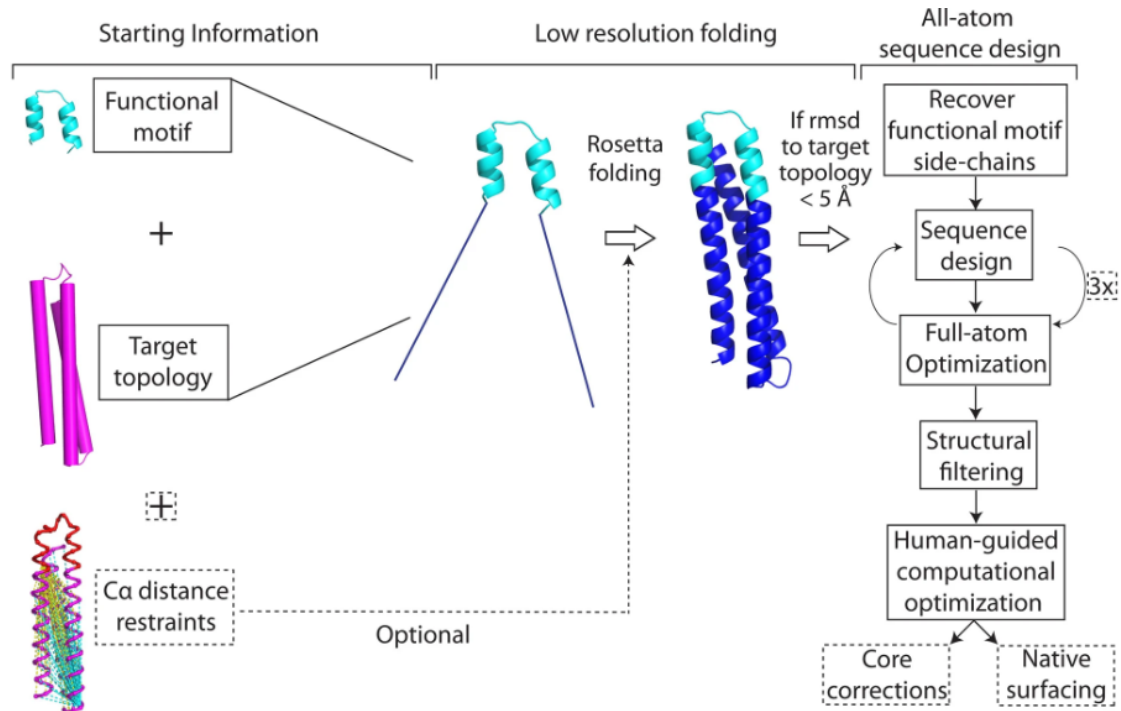 Starting Information
Low resolution folding
All-atom
sequence design
Functional
motif
+
Target
topology
+
Cα distance
restraints
Optional
Rosetta
folding
If rmsd
to target
topology
< 5 Å
Recover
functional motif
side-chains
Sequence
design
3x
Full-atom
Optimization
Structural
filtering
Human-guided
computational
optimization
Core
corrections
Native
surfacing